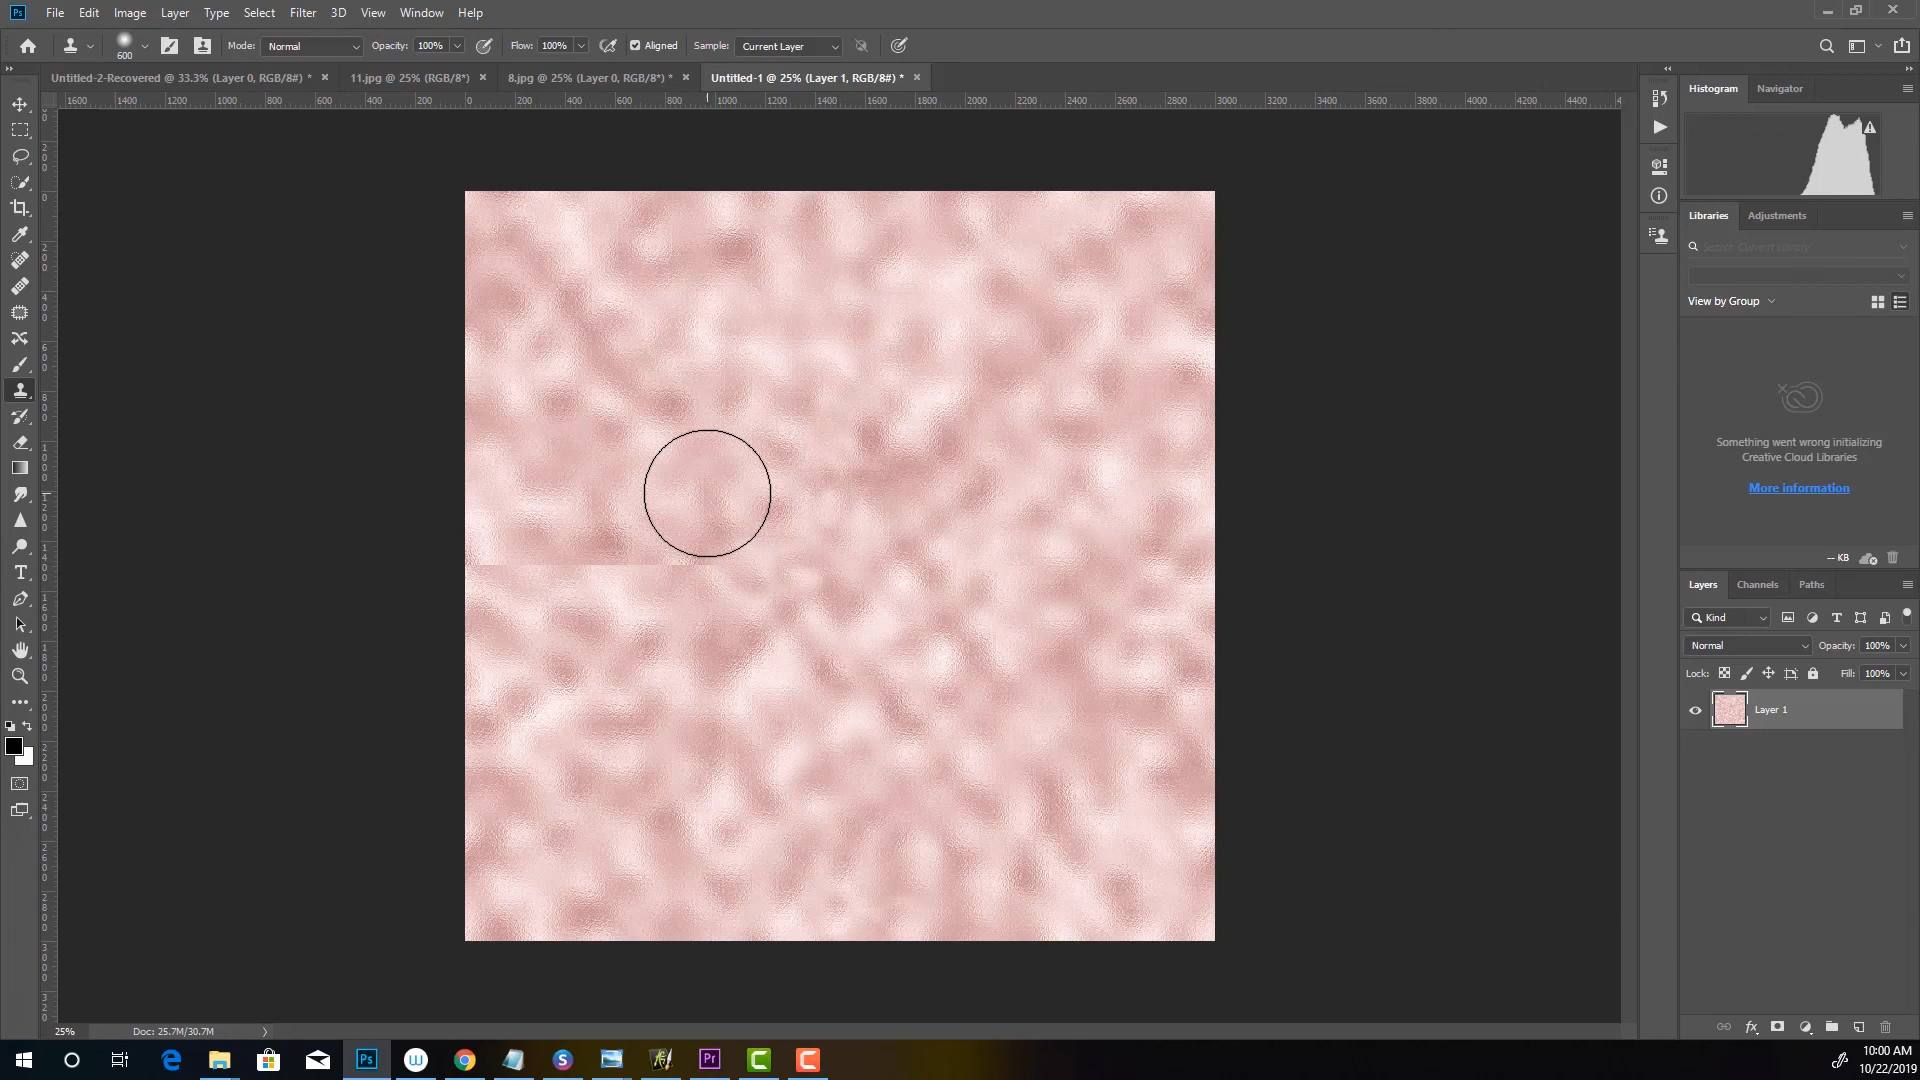 Ps File Edit Image Layer Type Select Filter 3D View Window Help
600 Mode: Normal Opacity: 100% Flow: 100% Aligned Sample: Current Layer
Untitled-2-Recovered @ 33.3% (Layer 0, RGB/8#) * × 11.jpg @ 25% (RGB/8*) × 8.jpg @ 25% (Layer 0, RGB/8*) * × Untitled-1 @ 25% (Layer 1, RGB/8#) * ×
1600 1400 1200 1000 800 600 400 200 0 200 400 600 800 1000 1200 1400 1600 1800 2000 2200 2400 2600 2800 3000 3200 3400 3600 3800 4000 4200 4400
Histogram Navigator
Libraries Adjustments
Search Current Library
View by Group
Something went wrong initializing
Creative Cloud Libraries
More information
-- KB
Layers Channels Paths
Kind
Normal Opacity: 100%
Lock: Fill: 100%
Layer 1
25% Doc: 25.7M/30.7M
10:00 AM
10/22/2019